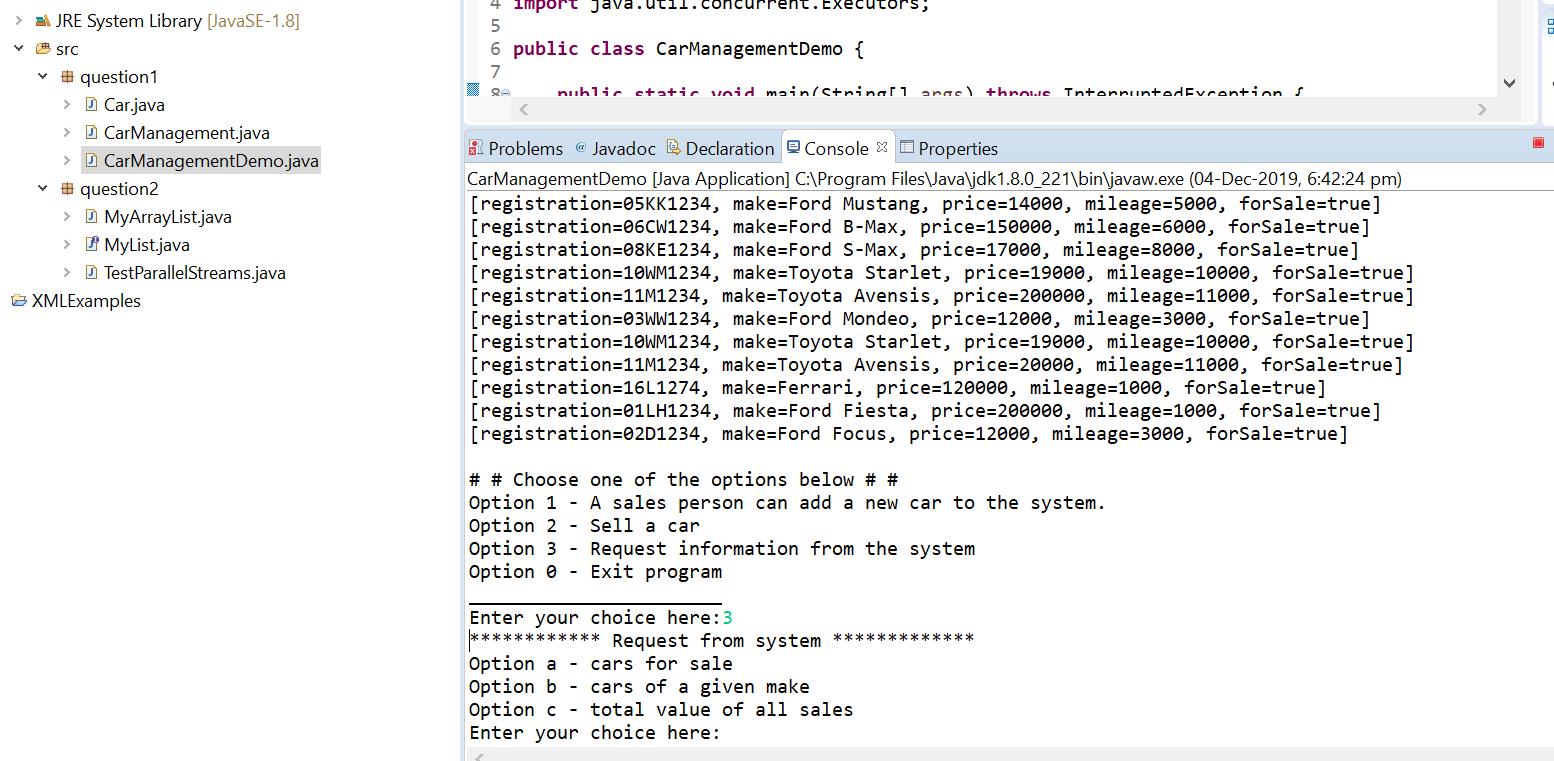 JRE System Library [JavaSE-1.8]
src
question1
Car.java
CarManagement.java
CarManagementDemo.java
question2
MyArrayList.java
MyList.java
TestParallelStreams.java
XMLExamples
4 import java.util.concurrent.Executors;
5
6 public class CarManagementDemo {
7
8 public static void main(String[] args) throws InterruptedException {
Problems @ Javadoc Declaration Console Properties
CarManagementDemo [Java Application] C:\Program Files\Java\jdk1.8.0_221\bin\javaw.exe (04-Dec-2019, 6:42:24 pm)
[registration=05KK1234, make=Ford Mustang, price=14000, mileage=5000, forSale=true]
[registration=06CW1234, make=Ford B-Max, price=150000, mileage=6000, forSale=true]
[registration=08KE1234, make=Ford S-Max, price=17000, mileage=8000, forSale=true]
[registration=10WM1234, make=Toyota Starlet, price=19000, mileage=10000, forSale=true]
[registration=11M1234, make=Toyota Avensis, price=200000, mileage=11000, forSale=true]
[registration=03WW1234, make=Ford Mondeo, price=12000, mileage=3000, forSale=true]
[registration=10WM1234, make=Toyota Starlet, price=19000, mileage=10000, forSale=true]
[registration=11M1234, make=Toyota Avensis, price=20000, mileage=11000, forSale=true]
[registration=16L1274, make=Ferrari, price=120000, mileage=1000, forSale=true]
[registration=01LH1234, make=Ford Fiesta, price=200000, mileage=1000, forSale=true]
[registration=02D1234, make=Ford Focus, price=12000, mileage=3000, forSale=true]
# # Choose one of the options below # #
Option 1 - A sales person can add a new car to the system.
Option 2 - Sell a car
Option 3 - Request information from the system
Option 0 - Exit program
_______________________
Enter your choice here:3
************ Request from system *************
Option a - cars for sale
Option b - cars of a given make
Option c - total value of all sales
Enter your choice here: